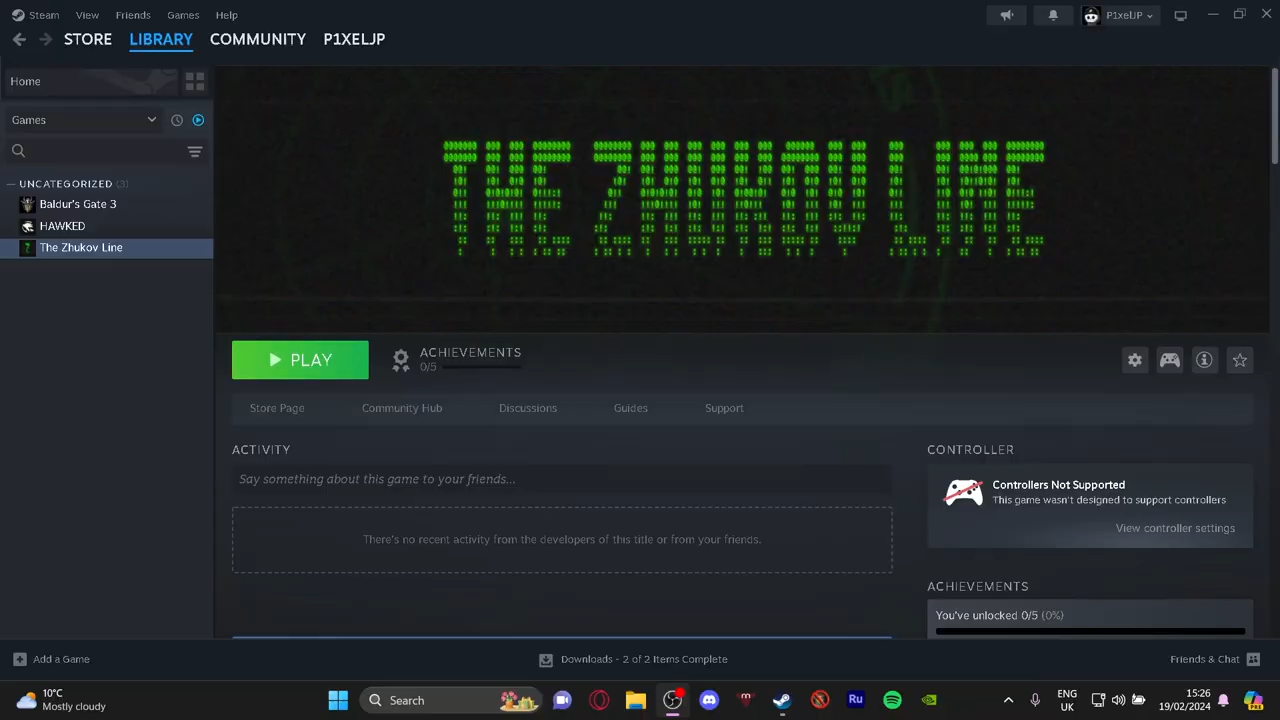 Steam View Friends Games Help P1xelJP
STORE LIBRARY COMMUNITY P1XELJP
Home
Games
UNCATEGORIZED (3)
Baldur's Gate 3
HAWKED
The Zhukov Line
THE ZHUKOV LINE
PLAY
ACHIEVEMENTS
0/5
Store Page Community Hub Discussions Guides Support
ACTIVITY
Say something about this game to your friends...
There's no recent activity from the developers of this title or from your friends.
CONTROLLER
Controllers Not Supported
This game wasn't designed to support controllers
View controller settings
ACHIEVEMENTS
You've unlocked 0/5 (0%)
Add a Game Downloads - 2 of 2 Items Complete Friends & Chat
10°C
Mostly cloudy
Search
Ru
ENG
UK
15:26
19/02/2024